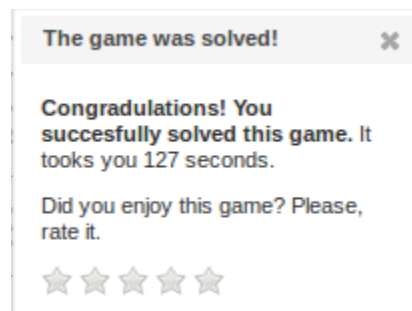 The game was solved!
Congradulations! You
succesfully solved this game. It
tooks you 127 seconds.
Did you enjoy this game? Please,
rate it.